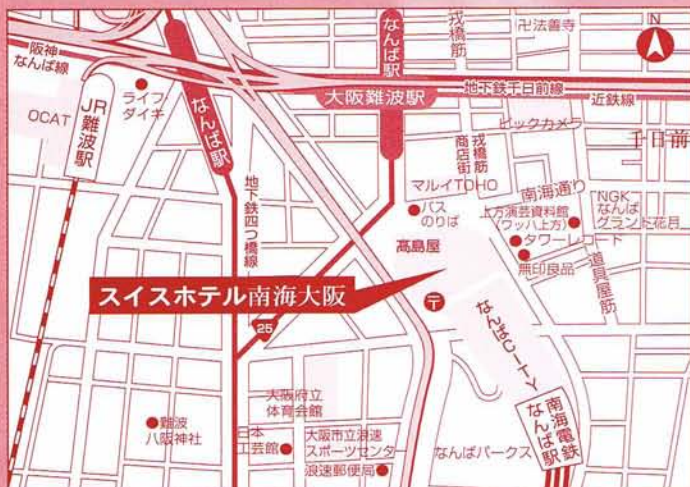 阪神
なんば線
なんば駅
なんば駅
戎橋筋
卍法善寺
N
大阪難波駅
地下鉄千日前線
近鉄線
OCAT
JR難波駅
ライフ
ダイキ
なんば駅
地下鉄四つ橋線
ビックカメラ
千日前
戎橋筋
商店街
マルイTOHO
バス
のりば
南海通り
上方演芸資料館
(ワッハ上方)
NGK
なんば
グランド花月
タワーレコード
無印良品
道具屋筋
高島屋
スイスホテル南海大阪
〒
25
なんばCITY
南海電鉄
なんば駅
なんばパークス
大阪府立
体育会館
難波
八阪神社
日本
工芸館
大阪市立浪速
スポーツセンター
浪速郵便局